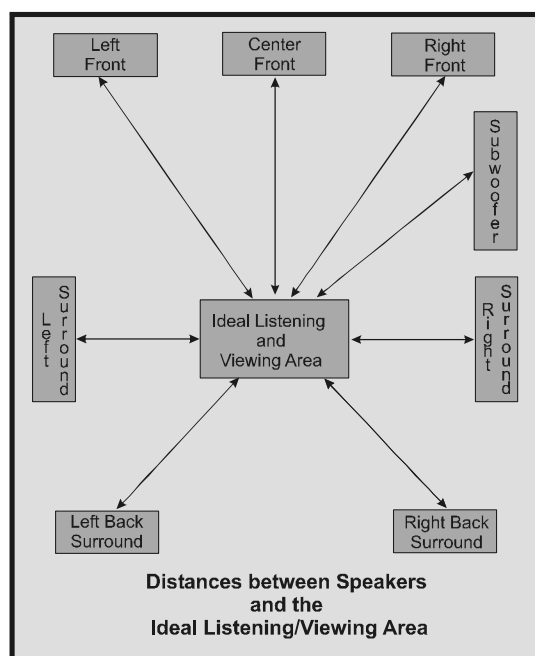 Left
Front
Center
Front
Right
Front
Subwoofer
Left
Surround
Ideal Listening
and
Viewing Area
Right
Surround
Left Back
Surround
Right Back
Surround
Distances between Speakers
and the
Ideal Listening/Viewing Area